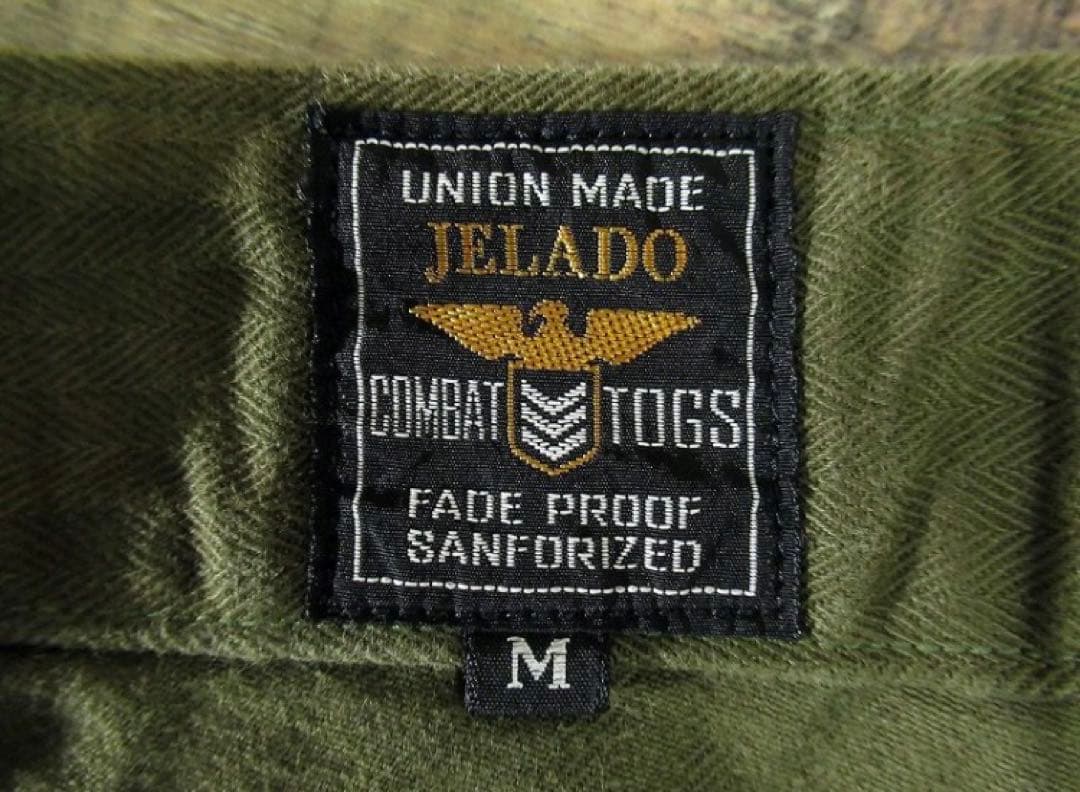 UNION MADE
JELADO
COMBAT TOGS
FADE PROOF
SANFORIZED
M